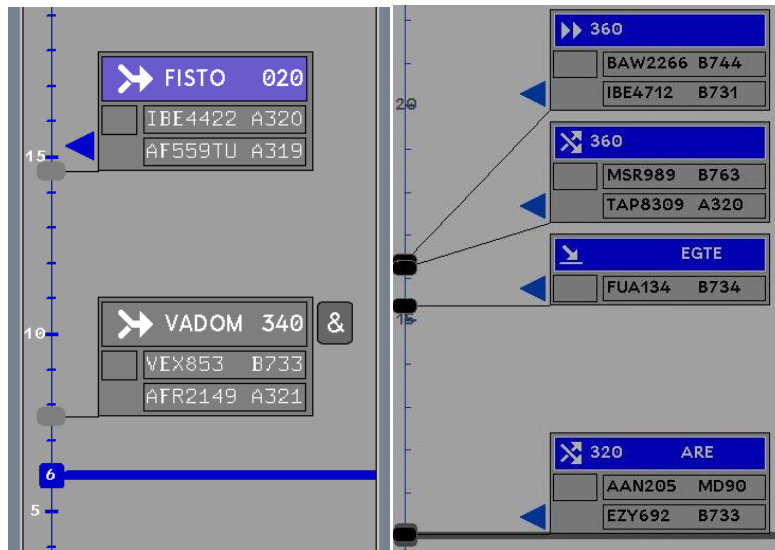 FISTO 020
IBE4422 A320
AF559TU A319
15
VADOM 340 &
10
VEX853 B733
AFR2149 A321
6
5
360
BAW2266 B744
IBE4712 B731
20
360
MSR989 B763
TAP8309 A320
EGTE
FUA134 B734
15
320 ARE
AAN205 MD90
EZY692 B733